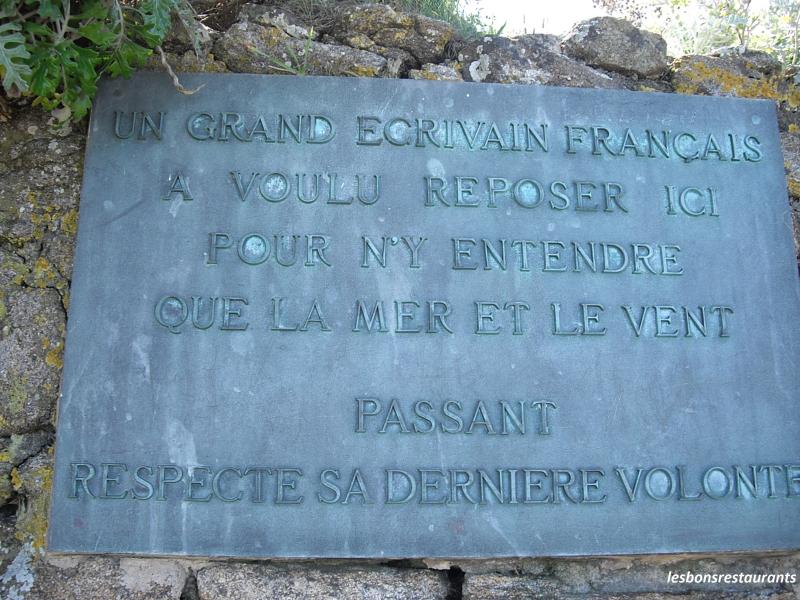 UN GRAND ECRIVAIN FRANÇAIS
A VOULU REPOSER ICI
POUR N'Y ENTENDRE
QUE LA MER ET LE VENT
PASSANT
RESPECTE SA DERNIERE VOLONTE
lesbonsrestaurants